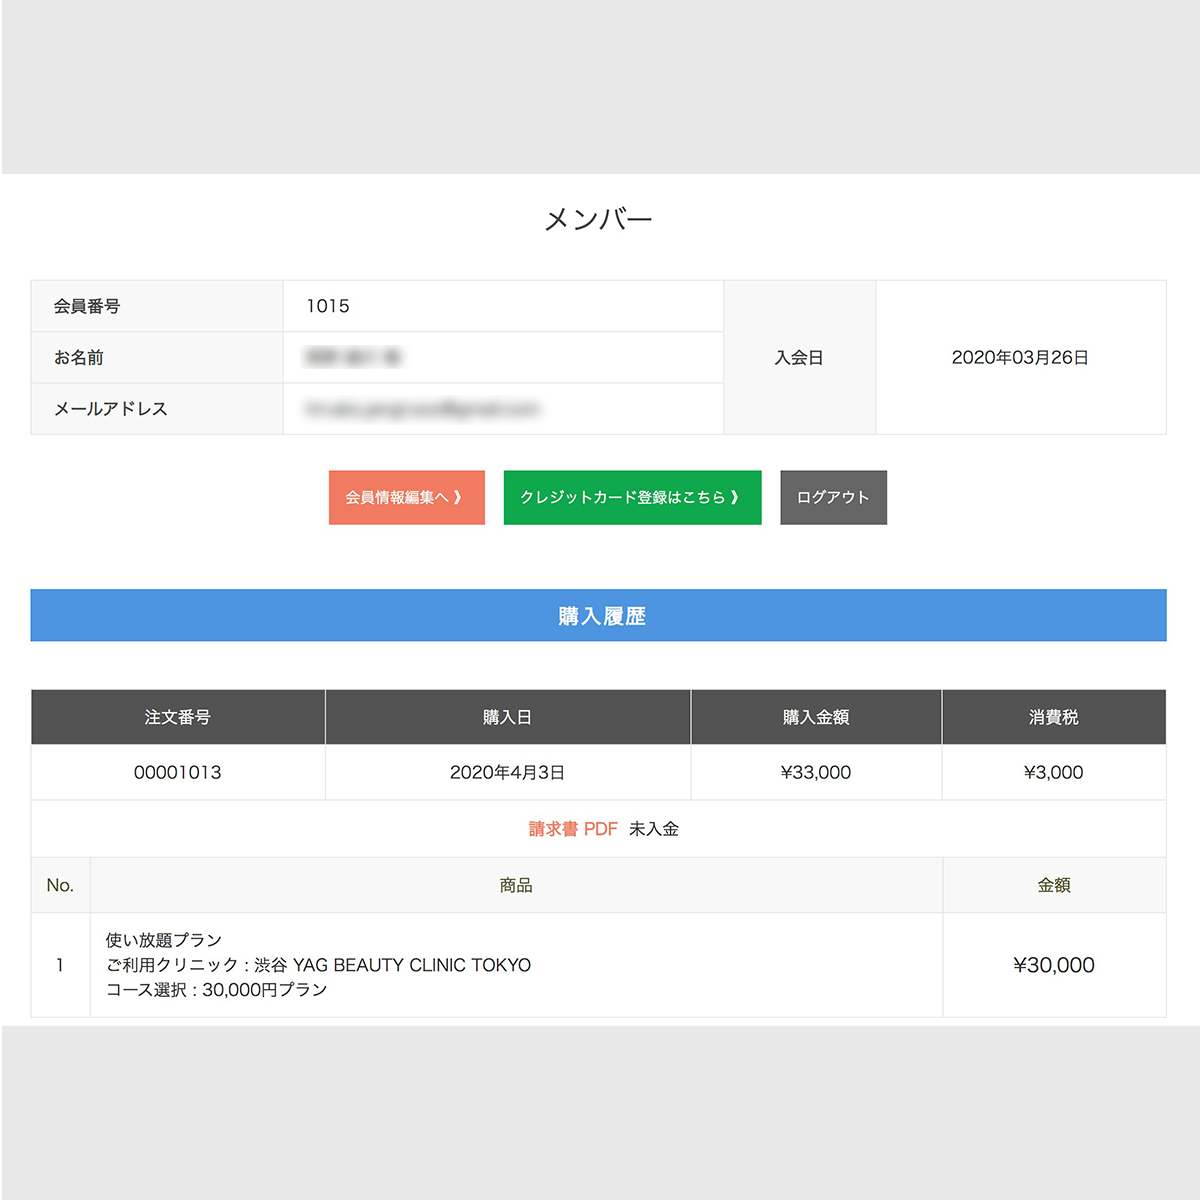 メンバー
会員番号 1015
お名前
入会日 2020年03月26日
メールアドレス
会員情報編集へ 》 クレジットカード登録はこちら 》 ログアウト
購入履歴
注文番号 購入日 購入金額 消費税
00001013 2020年4月3日 ¥33,000 ¥3,000
請求書 PDF 未入金
No. 商品 金額
使い放題プラン
1 ご利用クリニック : 渋谷 YAG BEAUTY CLINIC TOKYO ¥30,000
コース選択 : 30,000円プラン